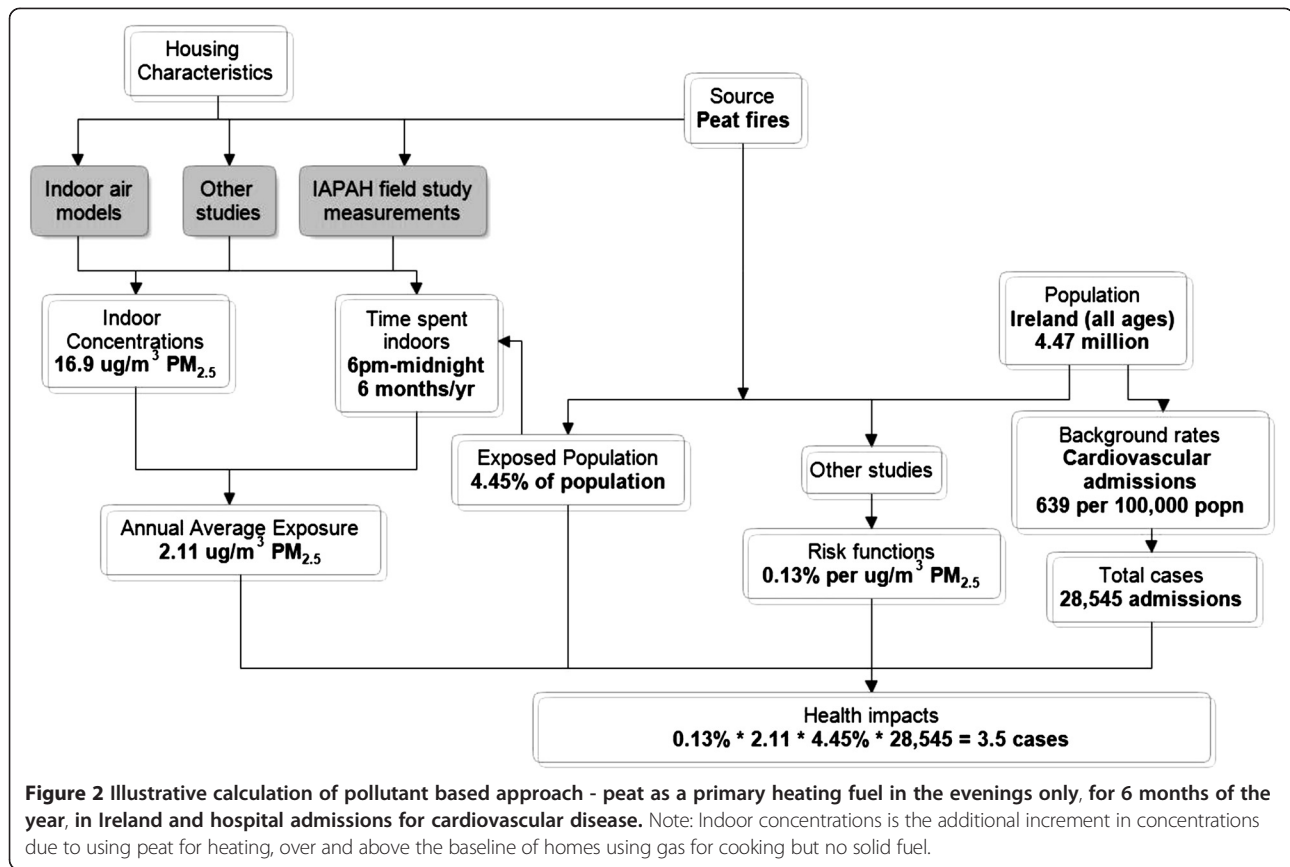 Housing
Characteristics
Source
Peat fires
Indoor air
models
Other
studies
IAPAH field study
measurements
Indoor
Concentrations
16.9 ug/m³ PM₂.₅
Time spent
indoors
6pm-midnight
6 months/yr
Population
Ireland (all ages)
4.47 million
Exposed Population
4.45% of population
Other studies
Background rates
Cardiovascular
admissions
639 per 100,000 popn
Annual Average Exposure
2.11 ug/m³ PM₂.₅
Risk functions
0.13% per ug/m³ PM₂.₅
Total cases
28,545 admissions
Health impacts
0.13% * 2.11 * 4.45% * 28,545 = 3.5 cases
Figure 2 Illustrative calculation of pollutant based approach - peat as a primary heating fuel in the evenings only, for 6 months of the
year, in Ireland and hospital admissions for cardiovascular disease. Note: Indoor concentrations is the additional increment in concentrations
due to using peat for heating, over and above the baseline of homes using gas for cooking but no solid fuel.